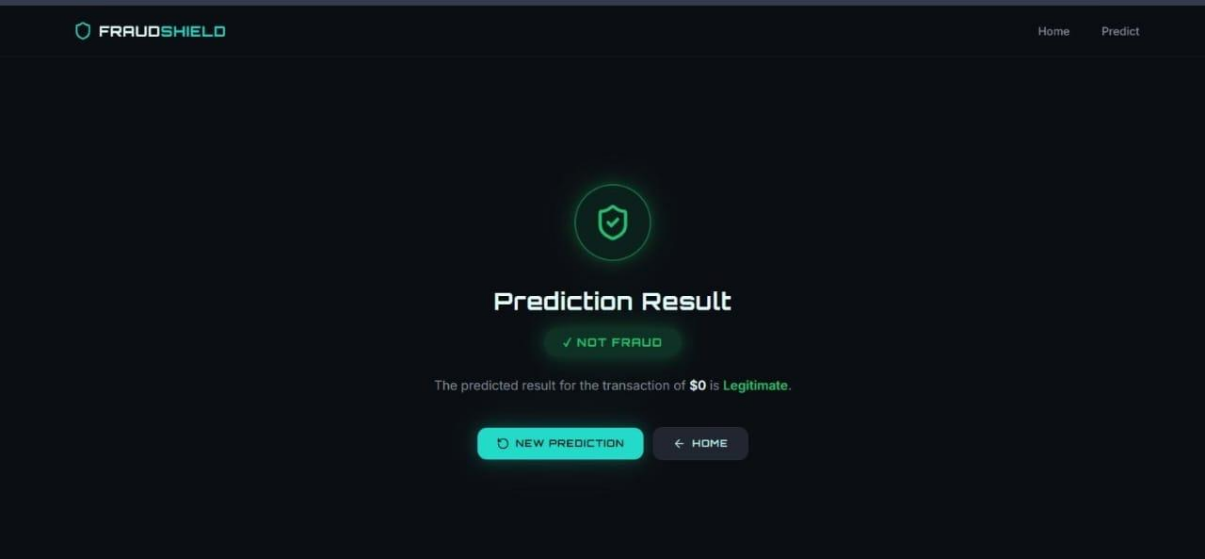 FRAUDSHIELD
Home Predict
Prediction Result
✓ NOT FRAUD
The predicted result for the transaction of $0 is Legitimate.
NEW PREDICTION ← HOME